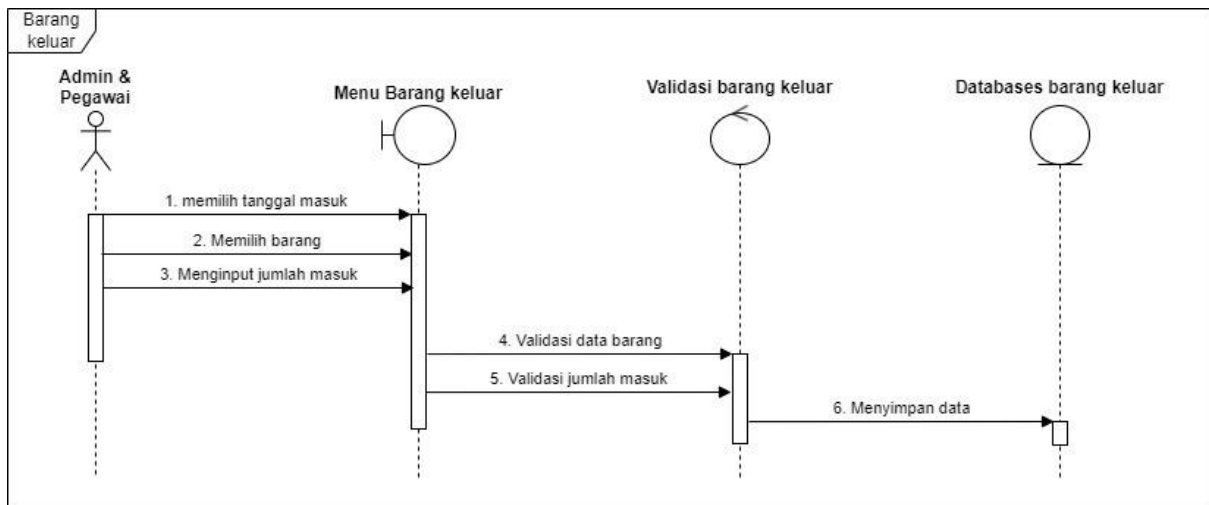 Barang
keluar
Admin &
Pegawai
Menu Barang keluar
Validasi barang keluar
Databases barang keluar
1. memilih tanggal masuk
2. Memilih barang
3. Menginput jumlah masuk
4. Validasi data barang
5. Validasi jumlah masuk
6. Menyimpan data